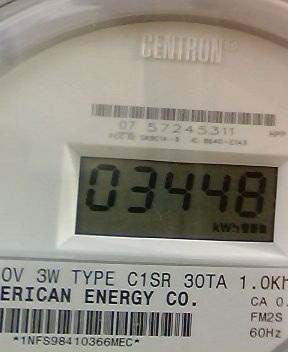 CENTRON®
07 57245311
03448
kWh
0V 3W TYPE C1SR 30TA 1.0Kh
ERICAN ENERGY CO.
CA 0.
FM2S
60Hz
*1NFS98410366MEC*